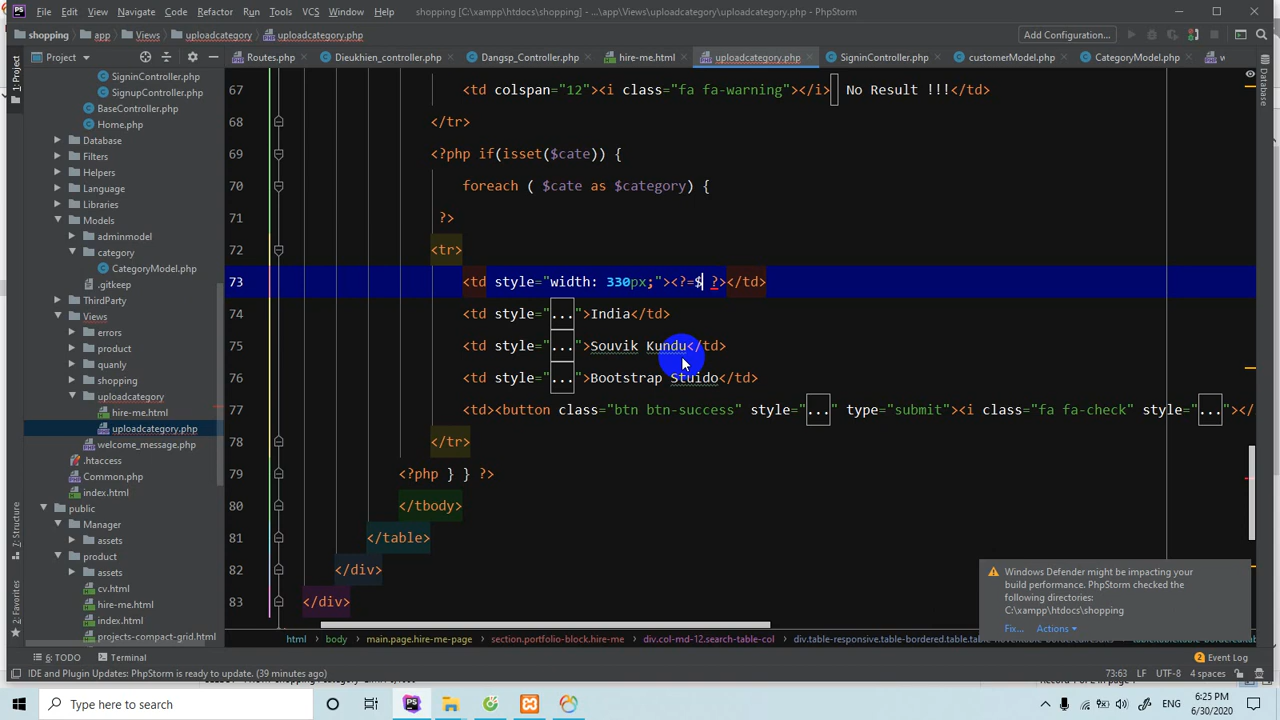 File Edit View Navigate Code Refactor Run Tools VCS Window Help shopping [C:\xampp\htdocs\shopping] - ...\app\Views\uploadcategory\uploadcategory.php - PhpStorm
shopping app Views uploadcategory uploadcategory.php Add Configuration...
Project Routes.php Dieukhien_controller.php Dangsp_Controller.php hire-me.html uploadcategory.php SigninController.php customerModel.php CategoryModel.php
SigninController.php
SignupController.php
BaseController.php
Home.php
Database
Filters
Helpers
Language
Libraries
Models
adminmodel
category
CategoryModel.php
.gitkeep
ThirdParty
Views
errors
product
quanly
shopping
uploadcategory
hire-me.html
uploadcategory.php
welcome_message.php
.htaccess
Common.php
index.html
public
Manager
assets
product
assets
cv.html
hire-me.html
index.html
projects-compact-grid.html
1: Project
7: Structure
2: Favorites
Database
67 <td colspan="12"><i class="fa fa-warning"></i> No Result !!!</td>
68 </tr>
69 <?php if(isset($cate)) {
70 foreach ( $cate as $category) {
71 ?>
72 <tr>
73 <td style="width: 330px;"><?=$ ?></td>
74 <td style="...">India</td>
75 <td style="...">Souvik Kundu</td>
76 <td style="...">Bootstrap Stuido</td>
77 <td><button class="btn btn-success" style="..." type="submit"><i class="fa fa-check" style="..."></
78 </tr>
79 <?php } } ?>
80 </tbody>
81 </table>
82 </div>
83 </div>
Windows Defender might be impacting your
build performance. PhpStorm checked the
following directories:
C:\xampp\htdocs\shopping
Fix... Actions
html body main.page.hire-me-page section.portfolio-block.hire-me div.col-md-12.search-table-col
6: TODO Terminal 2 Event Log
IDE and Plugin Updates: PhpStorm is ready to update. (39 minutes ago) 73:63 LF UTF-8 4 spaces
Type here to search ENG 6:25 PM
6/30/2020